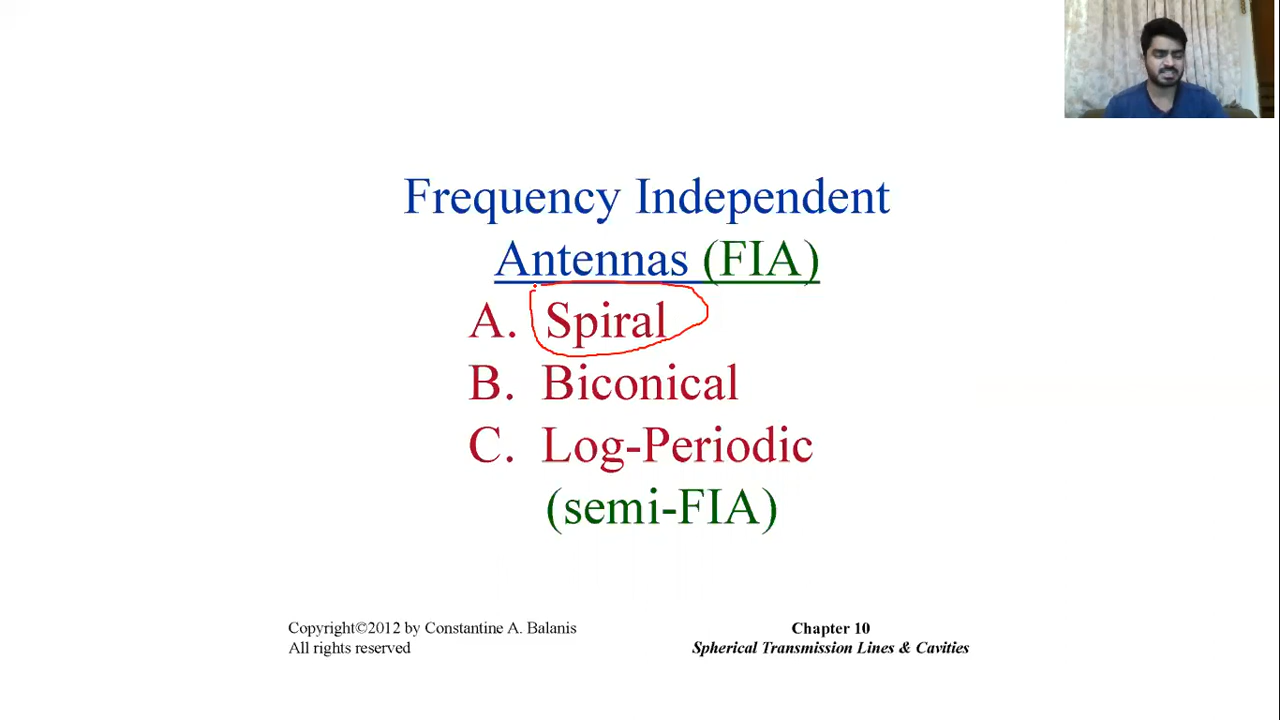 Frequency Independent
Antennas (FIA)
A. Spiral
B. Biconical
C. Log-Periodic
(semi-FIA)
Copyright©2012 by Constantine A. Balanis
All rights reserved
Chapter 10
Spherical Transmission Lines & Cavities